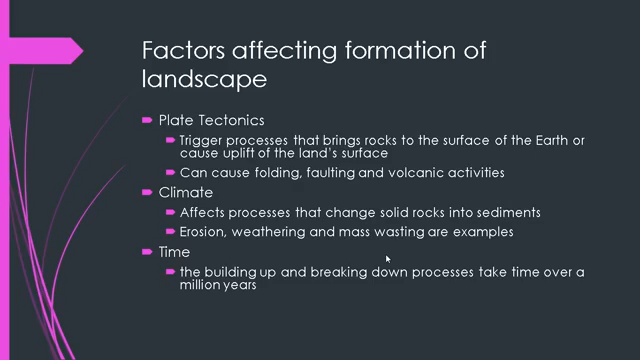 Factors affecting formation of
landscape
Plate Tectonics
Trigger processes that brings rocks to the surface of the Earth or
cause uplift of the land's surface
Can cause folding, faulting and volcanic activities
Climate
Affects processes that change solid rocks into sediments
Erosion, weathering and mass wasting are examples
Time
the building up and breaking down processes take time over a
million years